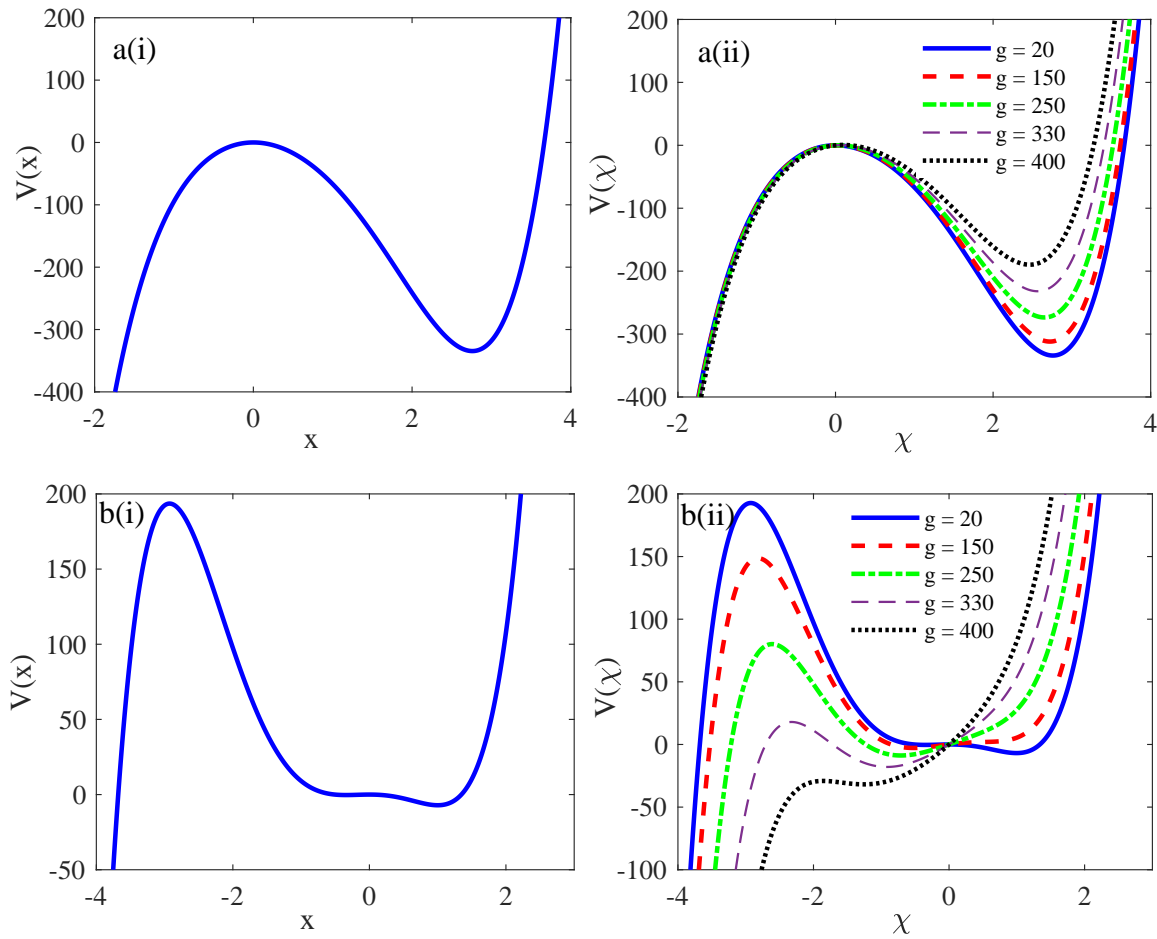 200
100
0
-100
-200
-300
-400
V(x)
a(i)
-2
0
2
4
x
200
100
0
-100
-200
-300
-400
V(χ)
a(ii)
g = 20
g = 150
g = 250
g = 330
g = 400
-2
0
2
4
χ
200
150
100
50
0
-50
V(x)
b(i)
-4
-2
0
2
x
200
150
100
50
0
-50
-100
V(χ)
b(ii)
g = 20
g = 150
g = 250
g = 330
g = 400
-4
-2
0
2
χ